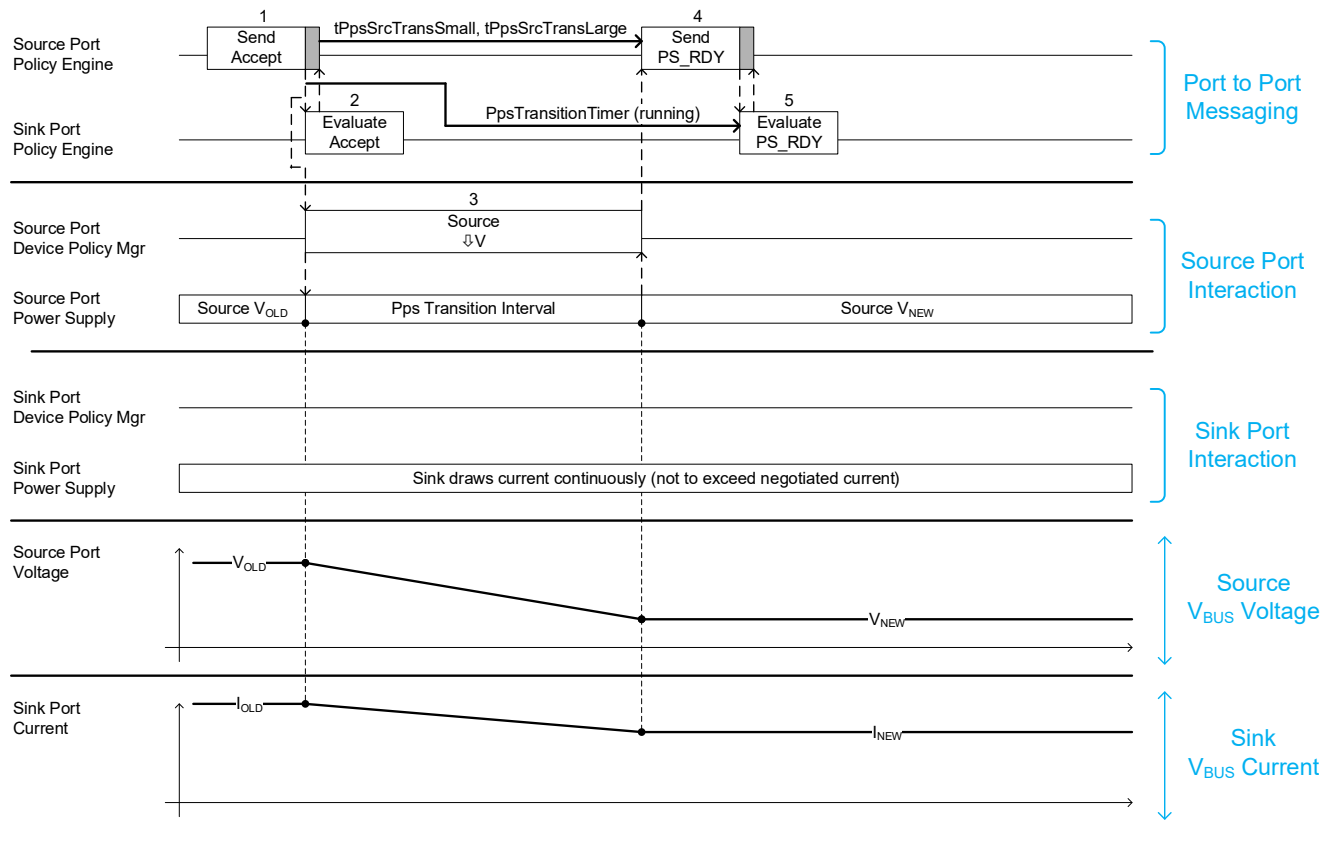 1
Send
Accept
tPpsSrcTransSmall, tPpsSrcTransLarge
4
Send
PS_RDY
Source Port
Policy Engine
2
Evaluate
Accept
PpsTransitionTimer (running)
5
Evaluate
PS_RDY
Sink Port
Policy Engine
Port to Port
Messaging
3
Source
⇩V
Source Port
Device Policy Mgr
Source Port
Power Supply
Source VOLD
Pps Transition Interval
Source VNEW
Source Port
Interaction
Sink Port
Device Policy Mgr
Sink Port
Power Supply
Sink draws current continuously (not to exceed negotiated current)
Sink Port
Interaction
Source Port
Voltage
VOLD
VNEW
Source
VBUS Voltage
Sink Port
Current
IOLD
INEW
Sink
VBUS Current